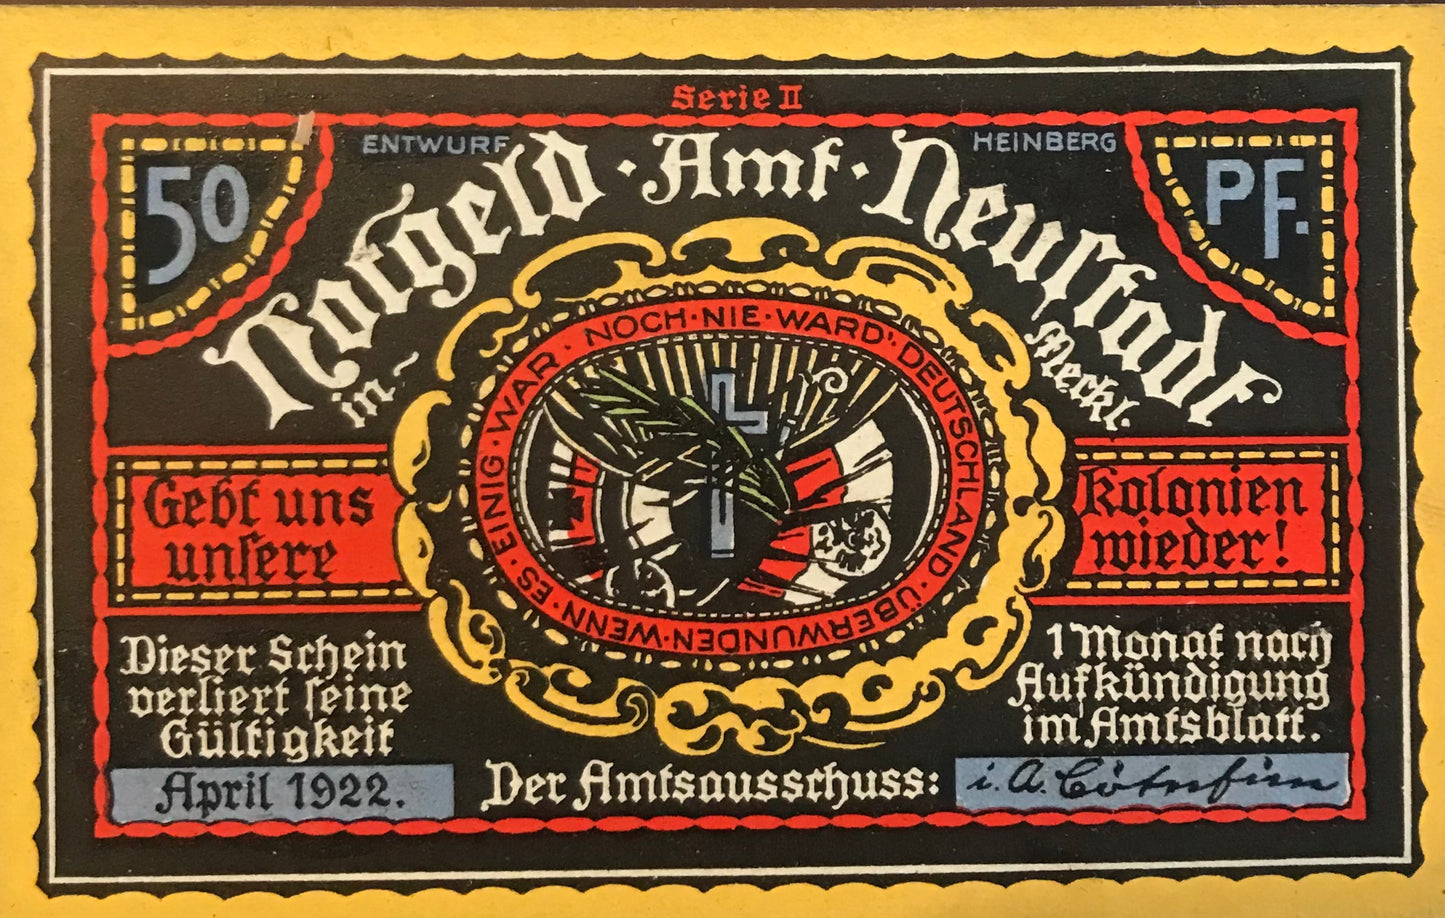 Serie II
ENTWURF
HEINBERG
50
PF.
Notgeld · Amt · Neuſtadt
in
Meckl.
NOCH · NIE · WARD' · DEUTSCHLAND · ÜBERWUNDEN · WENN · ES · EINIG · WAR ·
Gebt uns
unſere
Kolonien
wieder!
Dieser Schein
verliert ſeine
Gültigkeit
1 Monat nach
Aufkündigung
im Amtsblatt.
April 1922.
Der Amtsausschuss:
i. A.